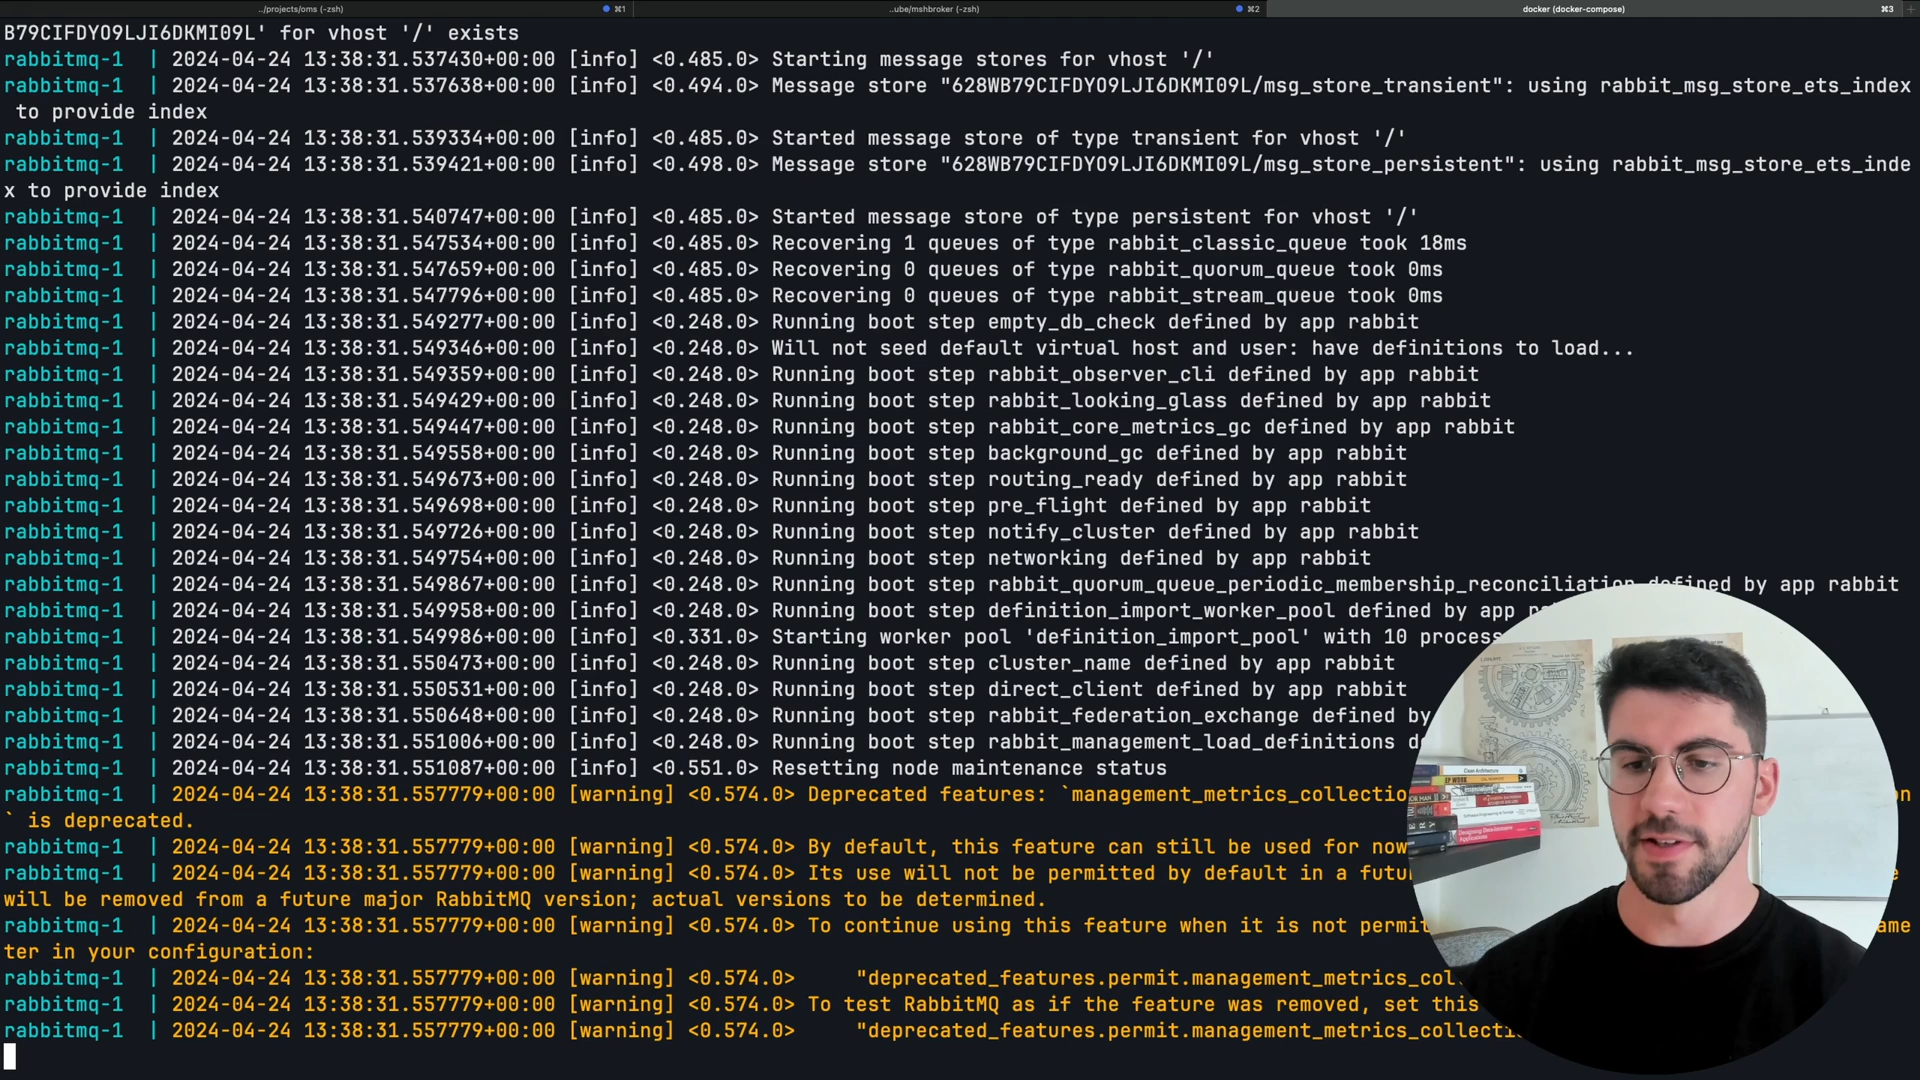 ../projects/oms (-zsh) ⌘1 ..ube/mshbroker (-zsh) ⌘2 docker (docker-compose) ⌘3
B79CIFDYO9LJI6DKMI09L' for vhost '/' exists
rabbitmq-1 | 2024-04-24 13:38:31.537430+00:00 [info] <0.485.0> Starting message stores for vhost '/'
rabbitmq-1 | 2024-04-24 13:38:31.537638+00:00 [info] <0.494.0> Message store "628WB79CIFDYO9LJI6DKMI09L/msg_store_transient": using rabbit_msg_store_ets_index
to provide index
rabbitmq-1 | 2024-04-24 13:38:31.539334+00:00 [info] <0.485.0> Started message store of type transient for vhost '/'
rabbitmq-1 | 2024-04-24 13:38:31.539421+00:00 [info] <0.498.0> Message store "628WB79CIFDYO9LJI6DKMI09L/msg_store_persistent": using rabbit_msg_store_ets_inde
x to provide index
rabbitmq-1 | 2024-04-24 13:38:31.540747+00:00 [info] <0.485.0> Started message store of type persistent for vhost '/'
rabbitmq-1 | 2024-04-24 13:38:31.547534+00:00 [info] <0.485.0> Recovering 1 queues of type rabbit_classic_queue took 18ms
rabbitmq-1 | 2024-04-24 13:38:31.547659+00:00 [info] <0.485.0> Recovering 0 queues of type rabbit_quorum_queue took 0ms
rabbitmq-1 | 2024-04-24 13:38:31.547796+00:00 [info] <0.485.0> Recovering 0 queues of type rabbit_stream_queue took 0ms
rabbitmq-1 | 2024-04-24 13:38:31.549277+00:00 [info] <0.248.0> Running boot step empty_db_check defined by app rabbit
rabbitmq-1 | 2024-04-24 13:38:31.549346+00:00 [info] <0.248.0> Will not seed default virtual host and user: have definitions to load...
rabbitmq-1 | 2024-04-24 13:38:31.549359+00:00 [info] <0.248.0> Running boot step rabbit_observer_cli defined by app rabbit
rabbitmq-1 | 2024-04-24 13:38:31.549429+00:00 [info] <0.248.0> Running boot step rabbit_looking_glass defined by app rabbit
rabbitmq-1 | 2024-04-24 13:38:31.549447+00:00 [info] <0.248.0> Running boot step rabbit_core_metrics_gc defined by app rabbit
rabbitmq-1 | 2024-04-24 13:38:31.549558+00:00 [info] <0.248.0> Running boot step background_gc defined by app rabbit
rabbitmq-1 | 2024-04-24 13:38:31.549673+00:00 [info] <0.248.0> Running boot step routing_ready defined by app rabbit
rabbitmq-1 | 2024-04-24 13:38:31.549698+00:00 [info] <0.248.0> Running boot step pre_flight defined by app rabbit
rabbitmq-1 | 2024-04-24 13:38:31.549726+00:00 [info] <0.248.0> Running boot step notify_cluster defined by app rabbit
rabbitmq-1 | 2024-04-24 13:38:31.549754+00:00 [info] <0.248.0> Running boot step networking defined by app rabbit
rabbitmq-1 | 2024-04-24 13:38:31.549867+00:00 [info] <0.248.0> Running boot step rabbit_quorum_queue_periodic_membership_reconciliation defined by app rabbit
rabbitmq-1 | 2024-04-24 13:38:31.549958+00:00 [info] <0.248.0> Running boot step definition_import_worker_pool defined by app
rabbitmq-1 | 2024-04-24 13:38:31.549986+00:00 [info] <0.331.0> Starting worker pool 'definition_import_pool' with 10 process
rabbitmq-1 | 2024-04-24 13:38:31.550473+00:00 [info] <0.248.0> Running boot step cluster_name defined by app rabbit
rabbitmq-1 | 2024-04-24 13:38:31.550531+00:00 [info] <0.248.0> Running boot step direct_client defined by app rabbit
rabbitmq-1 | 2024-04-24 13:38:31.550648+00:00 [info] <0.248.0> Running boot step rabbit_federation_exchange defined by
rabbitmq-1 | 2024-04-24 13:38:31.551006+00:00 [info] <0.248.0> Running boot step rabbit_management_load_definitions
rabbitmq-1 | 2024-04-24 13:38:31.551087+00:00 [info] <0.551.0> Resetting node maintenance status
rabbitmq-1 | 2024-04-24 13:38:31.557779+00:00 [warning] <0.574.0> Deprecated features: `management_metrics_collectio n
` is deprecated.
rabbitmq-1 | 2024-04-24 13:38:31.557779+00:00 [warning] <0.574.0> By default, this feature can still be used for now
rabbitmq-1 | 2024-04-24 13:38:31.557779+00:00 [warning] <0.574.0> Its use will not be permitted by default in a futu e
will be removed from a future major RabbitMQ version; actual versions to be determined.
rabbitmq-1 | 2024-04-24 13:38:31.557779+00:00 [warning] <0.574.0> To continue using this feature when it is not permit ame
ter in your configuration:
rabbitmq-1 | 2024-04-24 13:38:31.557779+00:00 [warning] <0.574.0> "deprecated_features.permit.management_metrics_col
rabbitmq-1 | 2024-04-24 13:38:31.557779+00:00 [warning] <0.574.0> To test RabbitMQ as if the feature was removed, set this
rabbitmq-1 | 2024-04-24 13:38:31.557779+00:00 [warning] <0.574.0> "deprecated_features.permit.management_metrics_collecti
Clean Architecture
Designing Data-Intensive
Applications